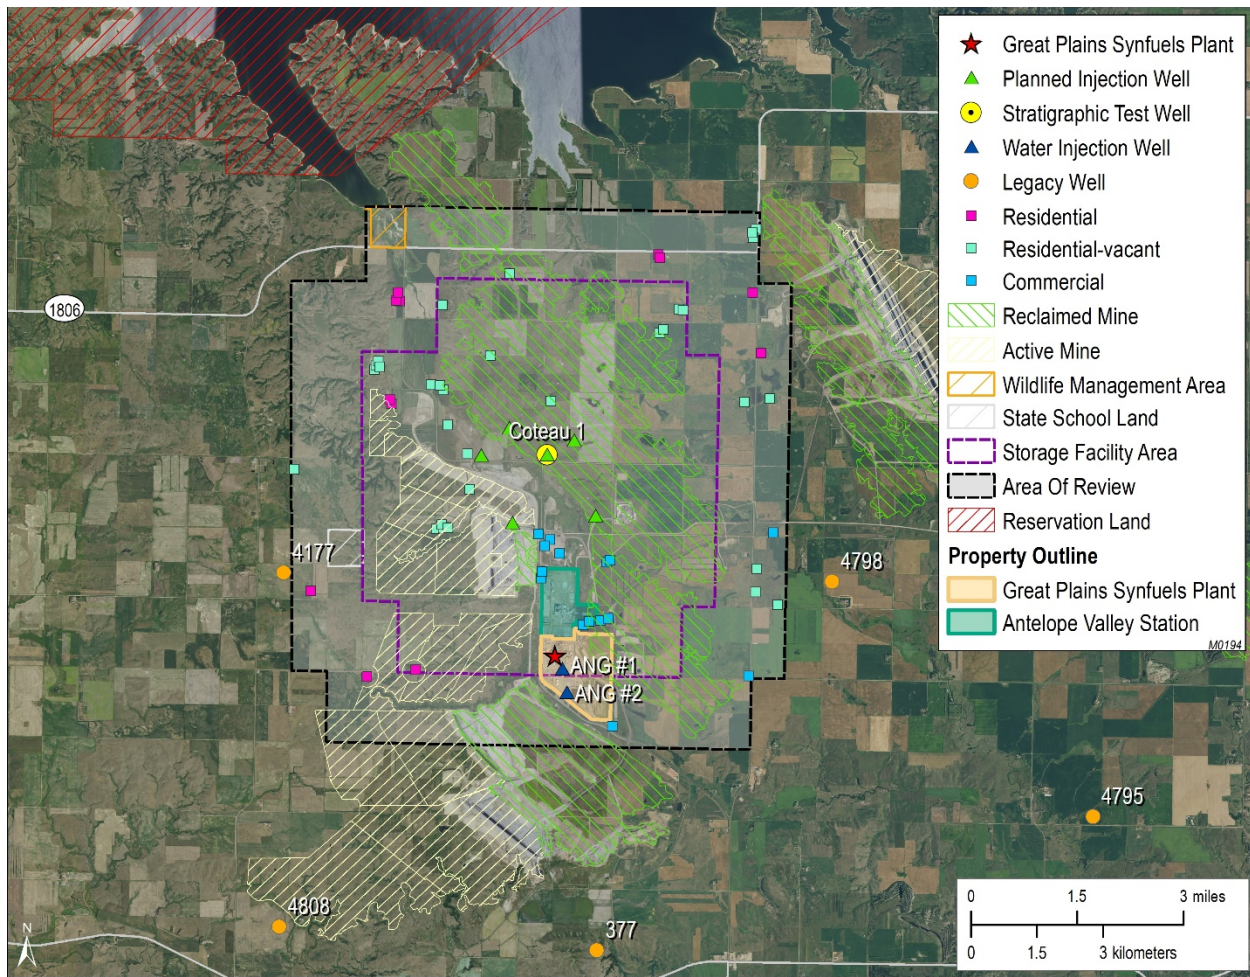 Great Plains Synfuels Plant
Planned Injection Well
Stratigraphic Test Well
Water Injection Well
Legacy Well
Residential
Residential-vacant
Commercial
Reclaimed Mine
Active Mine
Wildlife Management Area
State School Land
Storage Facility Area
Area Of Review
Reservation Land
Property Outline
Great Plains Synfuels Plant
Antelope Valley Station
M0194
1806
Coteau 1
4177
4798
ANG #1
ANG #2
4795
4808
377
N
0 1.5 3 miles
0 1.5 3 kilometers